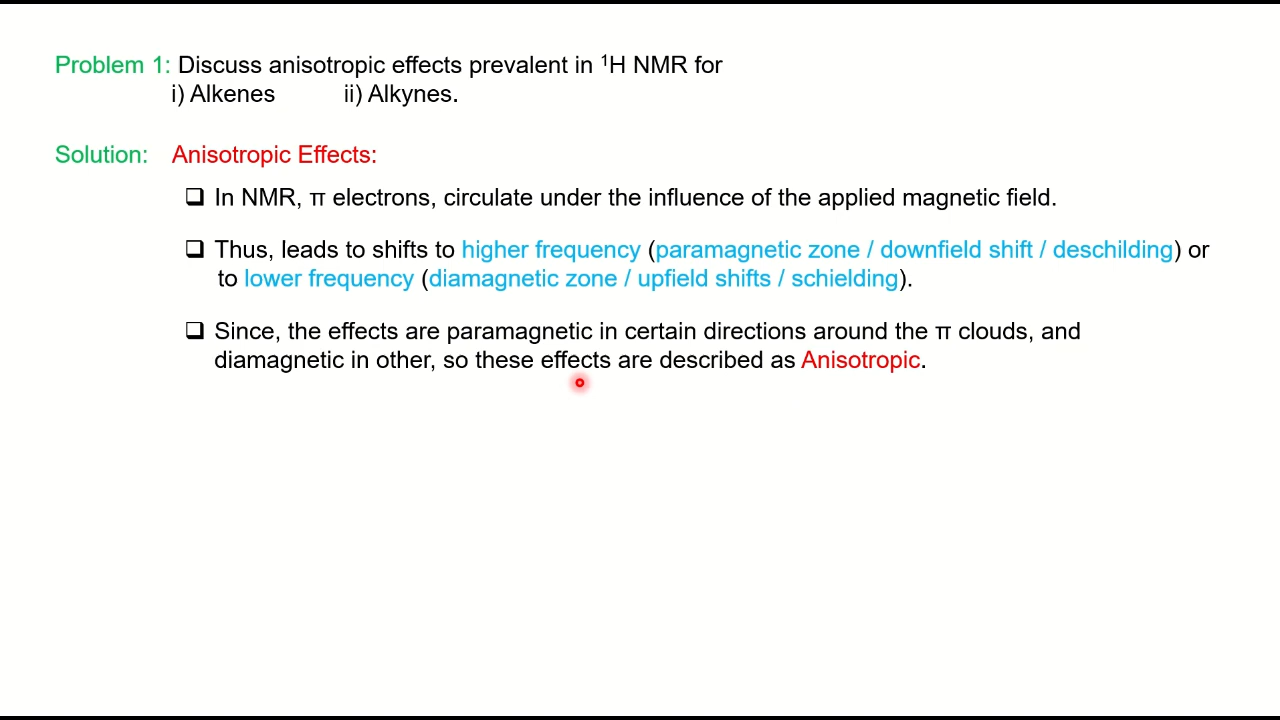 Problem 1: Discuss anisotropic effects prevalent in ¹H NMR for
i) Alkenes ii) Alkynes.
Solution: Anisotropic Effects:
❑ In NMR, π electrons, circulate under the influence of the applied magnetic field.
❑ Thus, leads to shifts to higher frequency (paramagnetic zone / downfield shift / deschilding) or
to lower frequency (diamagnetic zone / upfield shifts / schielding).
❑ Since, the effects are paramagnetic in certain directions around the π clouds, and
diamagnetic in other, so these effects are described as Anisotropic.